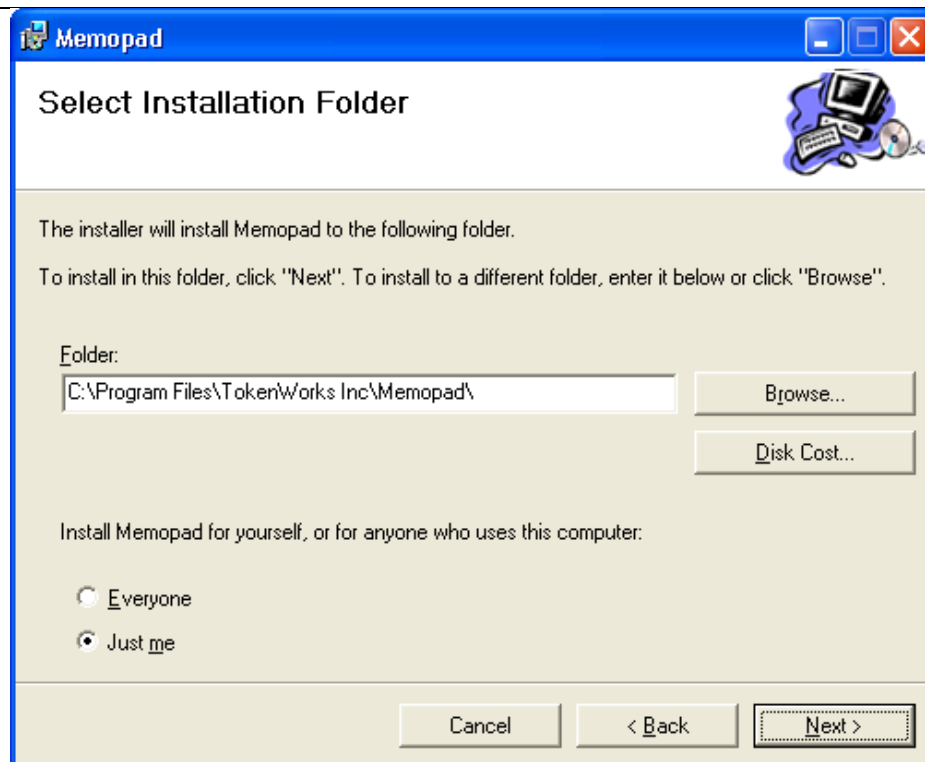 Memopad
Select Installation Folder
The installer will install Memopad to the following folder.
To install in this folder, click "Next". To install to a different folder, enter it below or click "Browse".
Folder:
C:\Program Files\TokenWorks Inc\Memopad\
Browse...
Disk Cost...
Install Memopad for yourself, or for anyone who uses this computer:
Everyone
Just me
Cancel
< Back
Next >